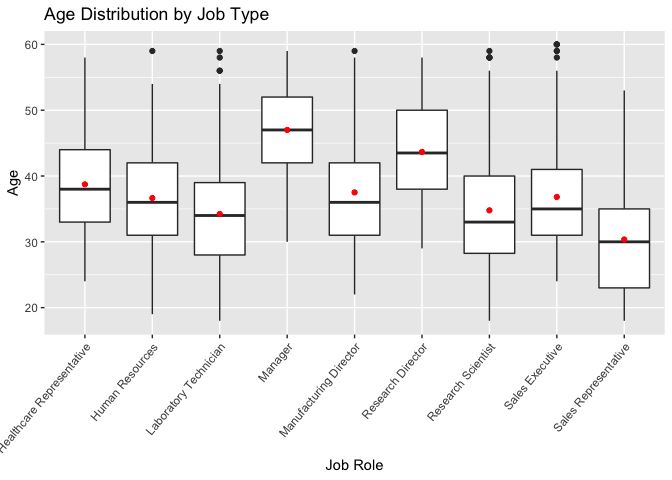 Age Distribution by Job Type
Age
60
50
40
30
20
Healthcare Representative
Human Resources
Laboratory Technician
Manager
Manufacturing Director
Research Director
Research Scientist
Sales Executive
Sales Representative
Job Role